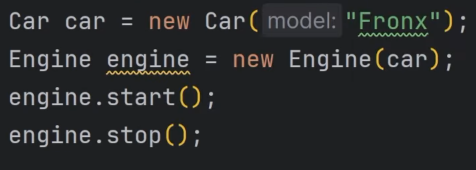 Car car = new Car( model: "Fronx");
Engine engine = new Engine(car);
engine.start();
engine.stop();